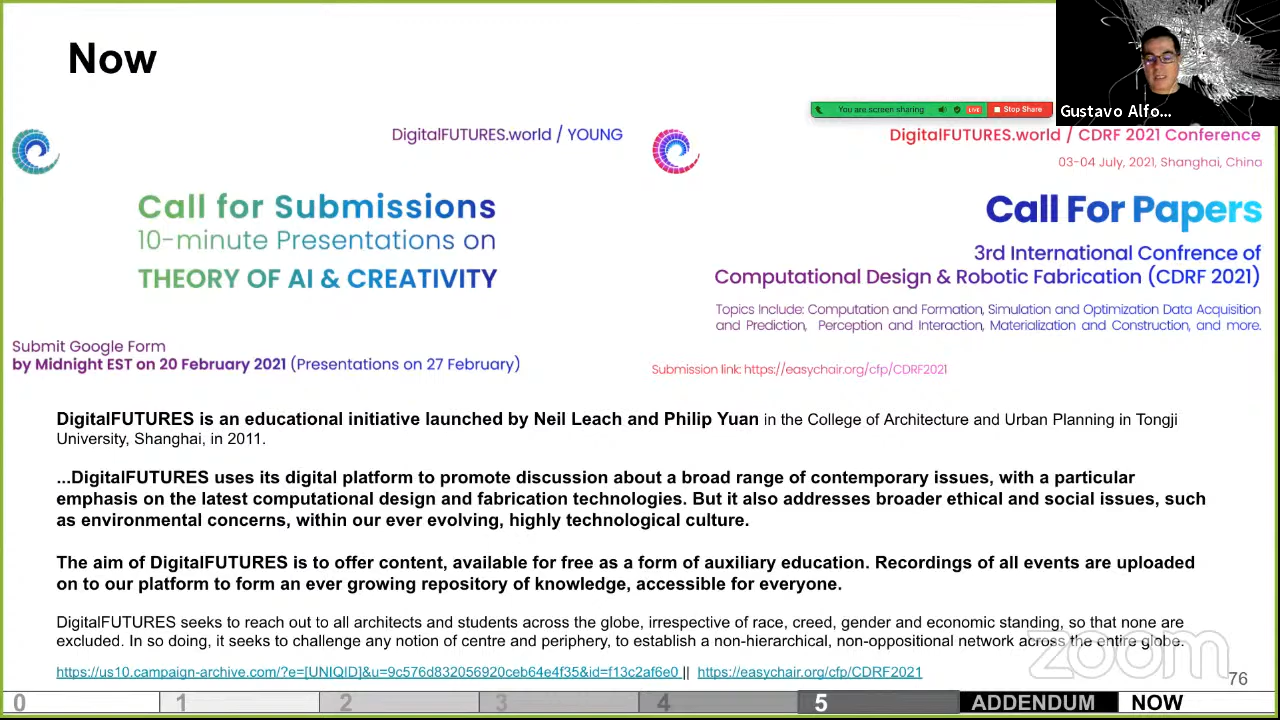 Now
You are screen sharing
LIVE
Stop Share
Gustavo Alfo...
DigitalFUTURES.world / YOUNG
Call for Submissions
10-minute Presentations on
THEORY OF AI & CREATIVITY
Submit Google Form
by Midnight EST on 20 February 2021 (Presentations on 27 February)
DigitalFUTURES.world / CDRF 2021 Conference
03-04 July, 2021, Shanghai, China
Call For Papers
3rd International Confrence of
Computational Design & Robotic Fabrication (CDRF 2021)
Topics Include: Computation and Formation, Simulation and Optimization Data Acquisition
and Prediction, Perception and Interaction, Materialization and Construction, and more.
Submission link: https://easychair.org/cfp/CDRF2021
DigitalFUTURES is an educational initiative launched by Neil Leach and Philip Yuan in the College of Architecture and Urban Planning in Tongji
University, Shanghai, in 2011.
...DigitalFUTURES uses its digital platform to promote discussion about a broad range of contemporary issues, with a particular
emphasis on the latest computational design and fabrication technologies. But it also addresses broader ethical and social issues, such
as environmental concerns, within our ever evolving, highly technological culture.
The aim of DigitalFUTURES is to offer content, available for free as a form of auxiliary education. Recordings of all events are uploaded
on to our platform to form an ever growing repository of knowledge, accessible for everyone.
DigitalFUTURES seeks to reach out to all architects and students across the globe, irrespective of race, creed, gender and economic standing, so that none are
excluded. In so doing, it seeks to challenge any notion of centre and periphery, to establish a non-hierarchical, non-oppositional network across the entire globe.
https://us10.campaign-archive.com/?e=[UNIQID]&u=9c576d832056920ceb64e4f35&id=f13c2af6e0 || https://easychair.org/cfp/CDRF2021
zoom
76
0 1 2 3 4 5 ADDENDUM NOW